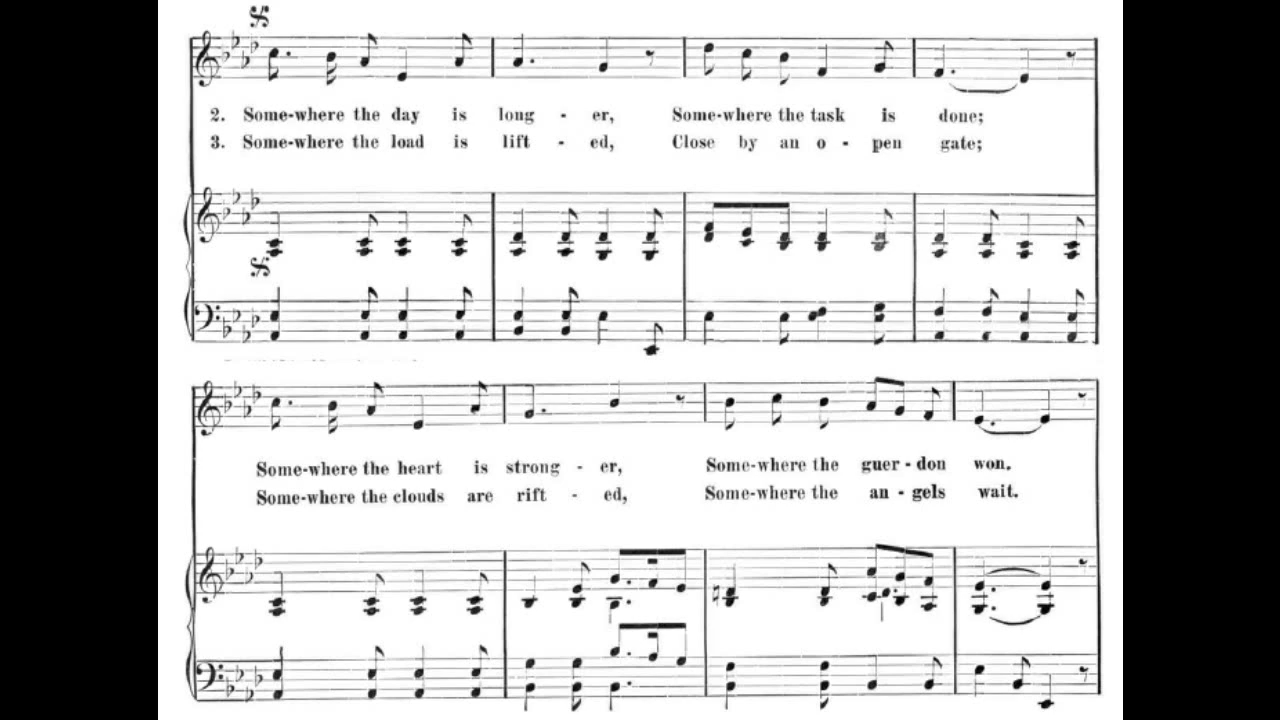 2. Some-where the day is long - er, Some-where the task is done;
3. Some-where the load is lift - ed, Close by an o - pen gate;
Some-where the heart is strong - er, Some-where the guer - don won.
Some-where the clouds are rift - ed, Some-where the an - gels wait.